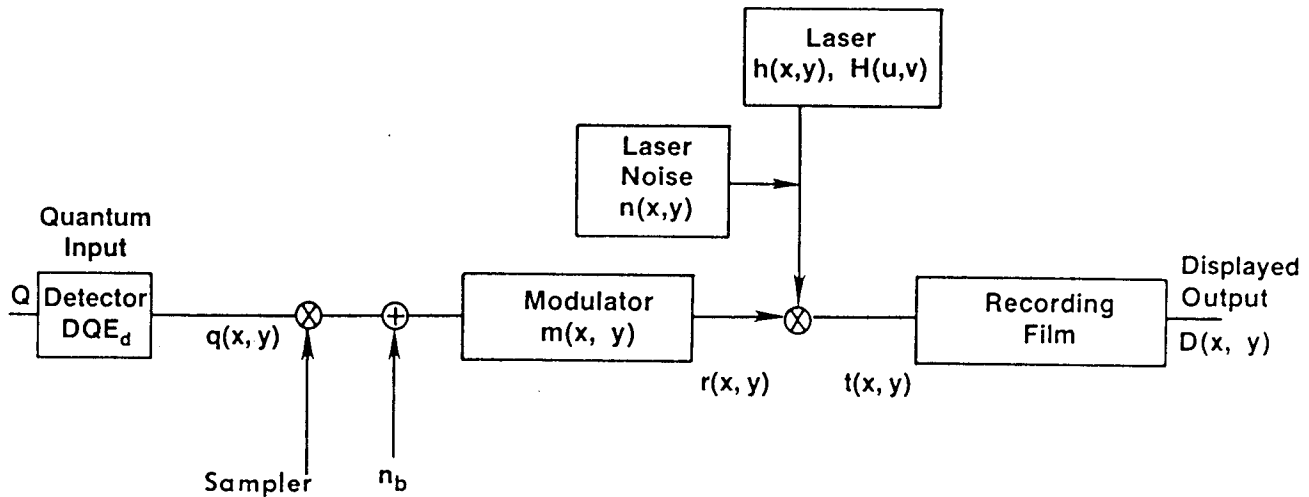 Laser
h(x,y), H(u,v)
Laser
Noise
n(x,y)
Quantum
Input
Q
Detector
DQE_d
q(x, y)
Sampler
n_b
Modulator
m(x, y)
r(x, y)
t(x, y)
Recording
Film
Displayed
Output
D(x, y)